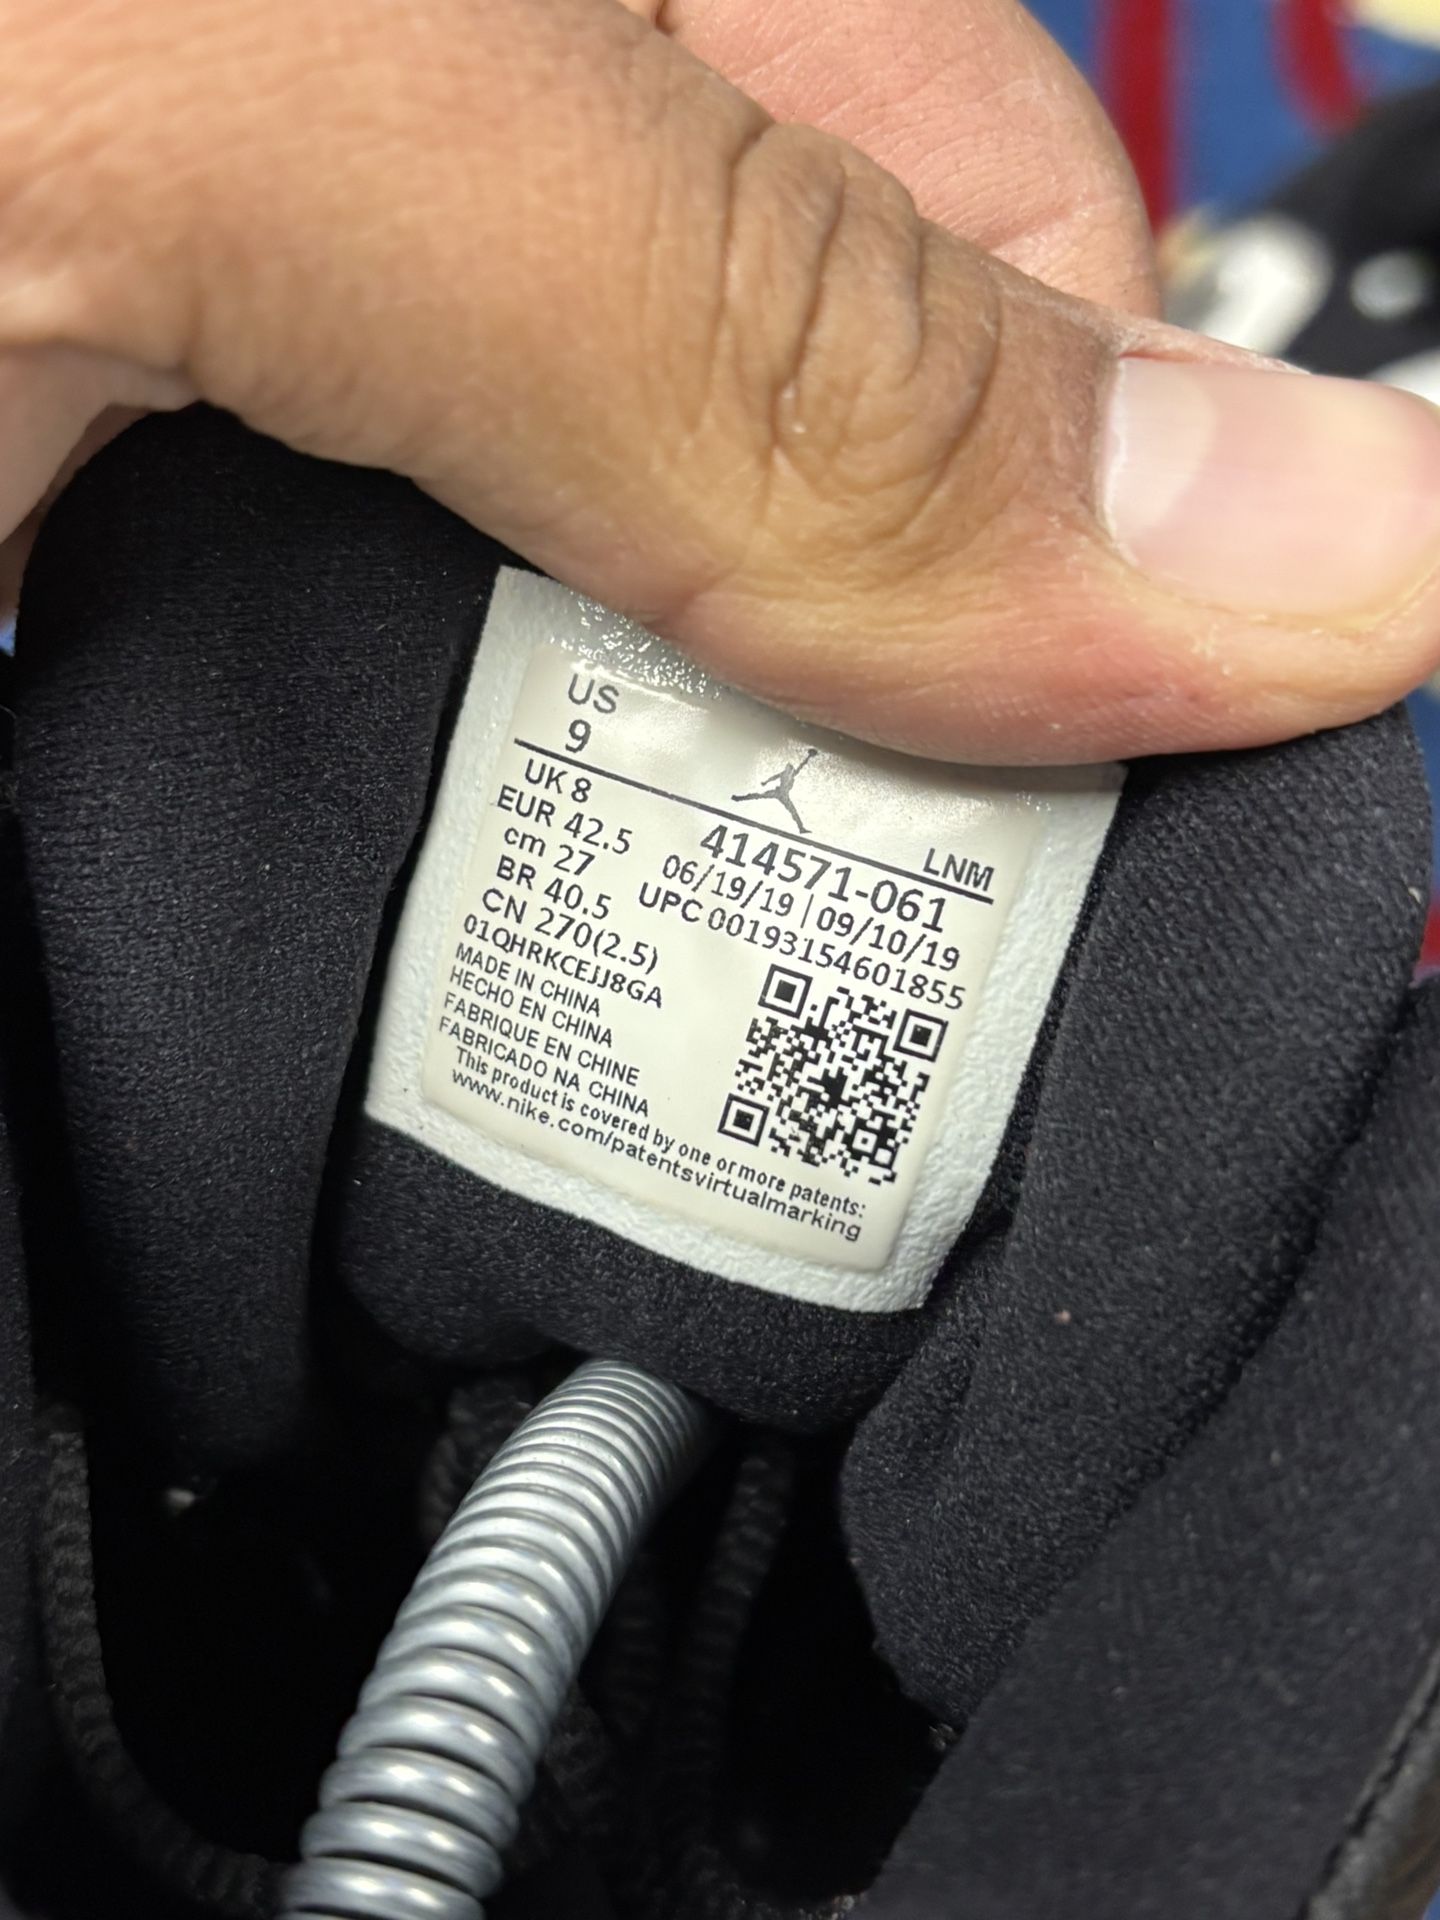 US
9
UK 8
EUR 42.5
cm 27
BR 40.5
CN 270(2.5)
01QHRKCEJJ8GA
LNM
414571-061
06/19/19 | 09/10/19
UPC 00193154601855
MADE IN CHINA
HECHO EN CHINA
FABRIQUE EN CHINE
FABRICADO NA CHINA
This product is covered by one or more patents:
www.nike.com/patentsvirtualmarking